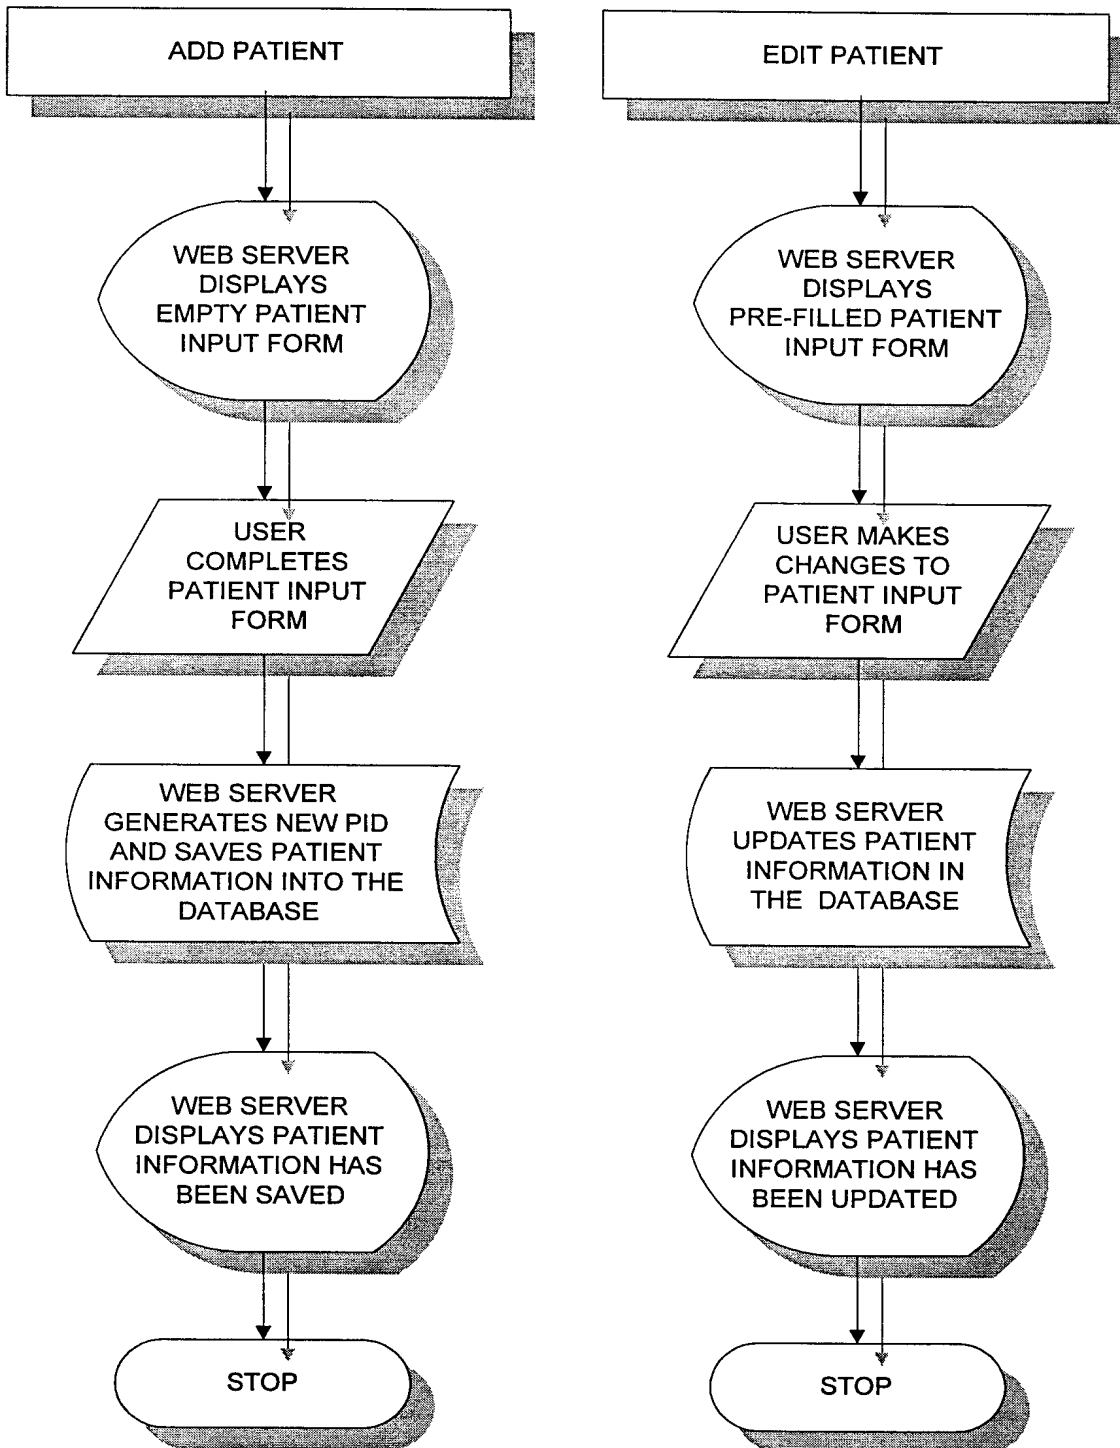 ADD PATIENT
WEB SERVER
DISPLAYS
EMPTY PATIENT
INPUT FORM
USER
COMPLETES
PATIENT INPUT
FORM
WEB SERVER
GENERATES NEW PID
AND SAVES PATIENT
INFORMATION INTO THE
DATABASE
WEB SERVER
DISPLAYS PATIENT
INFORMATION HAS
BEEN SAVED
STOP
EDIT PATIENT
WEB SERVER
DISPLAYS
PRE-FILLED PATIENT
INPUT FORM
USER MAKES
CHANGES TO
PATIENT INPUT
FORM
WEB SERVER
UPDATES PATIENT
INFORMATION IN
THE DATABASE
WEB SERVER
DISPLAYS PATIENT
INFORMATION HAS
BEEN UPDATED
STOP